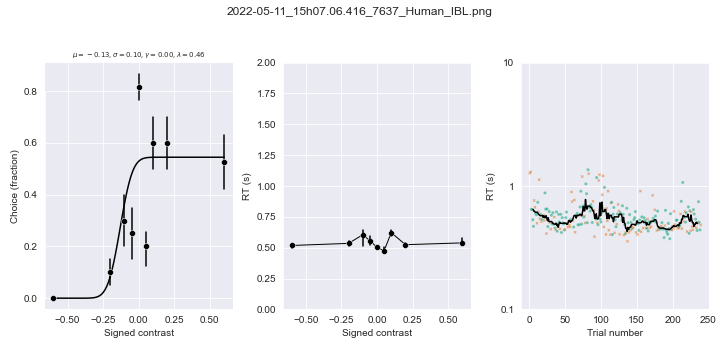 2022-05-11_15h07.06.416_7637_Human_IBL.png
μ = −0.13, σ = 0.10, γ = 0.00, λ = 0.46
Choice (fraction)
0.8
0.6
0.4
0.2
0.0
−0.50 −0.25 0.00 0.25 0.50
Signed contrast
RT (s)
2.00
1.75
1.50
1.25
1.00
0.75
0.50
0.25
0.00
−0.50 −0.25 0.00 0.25 0.50
Signed contrast
RT (s)
10
1
0.1
0 50 100 150 200 250
Trial number